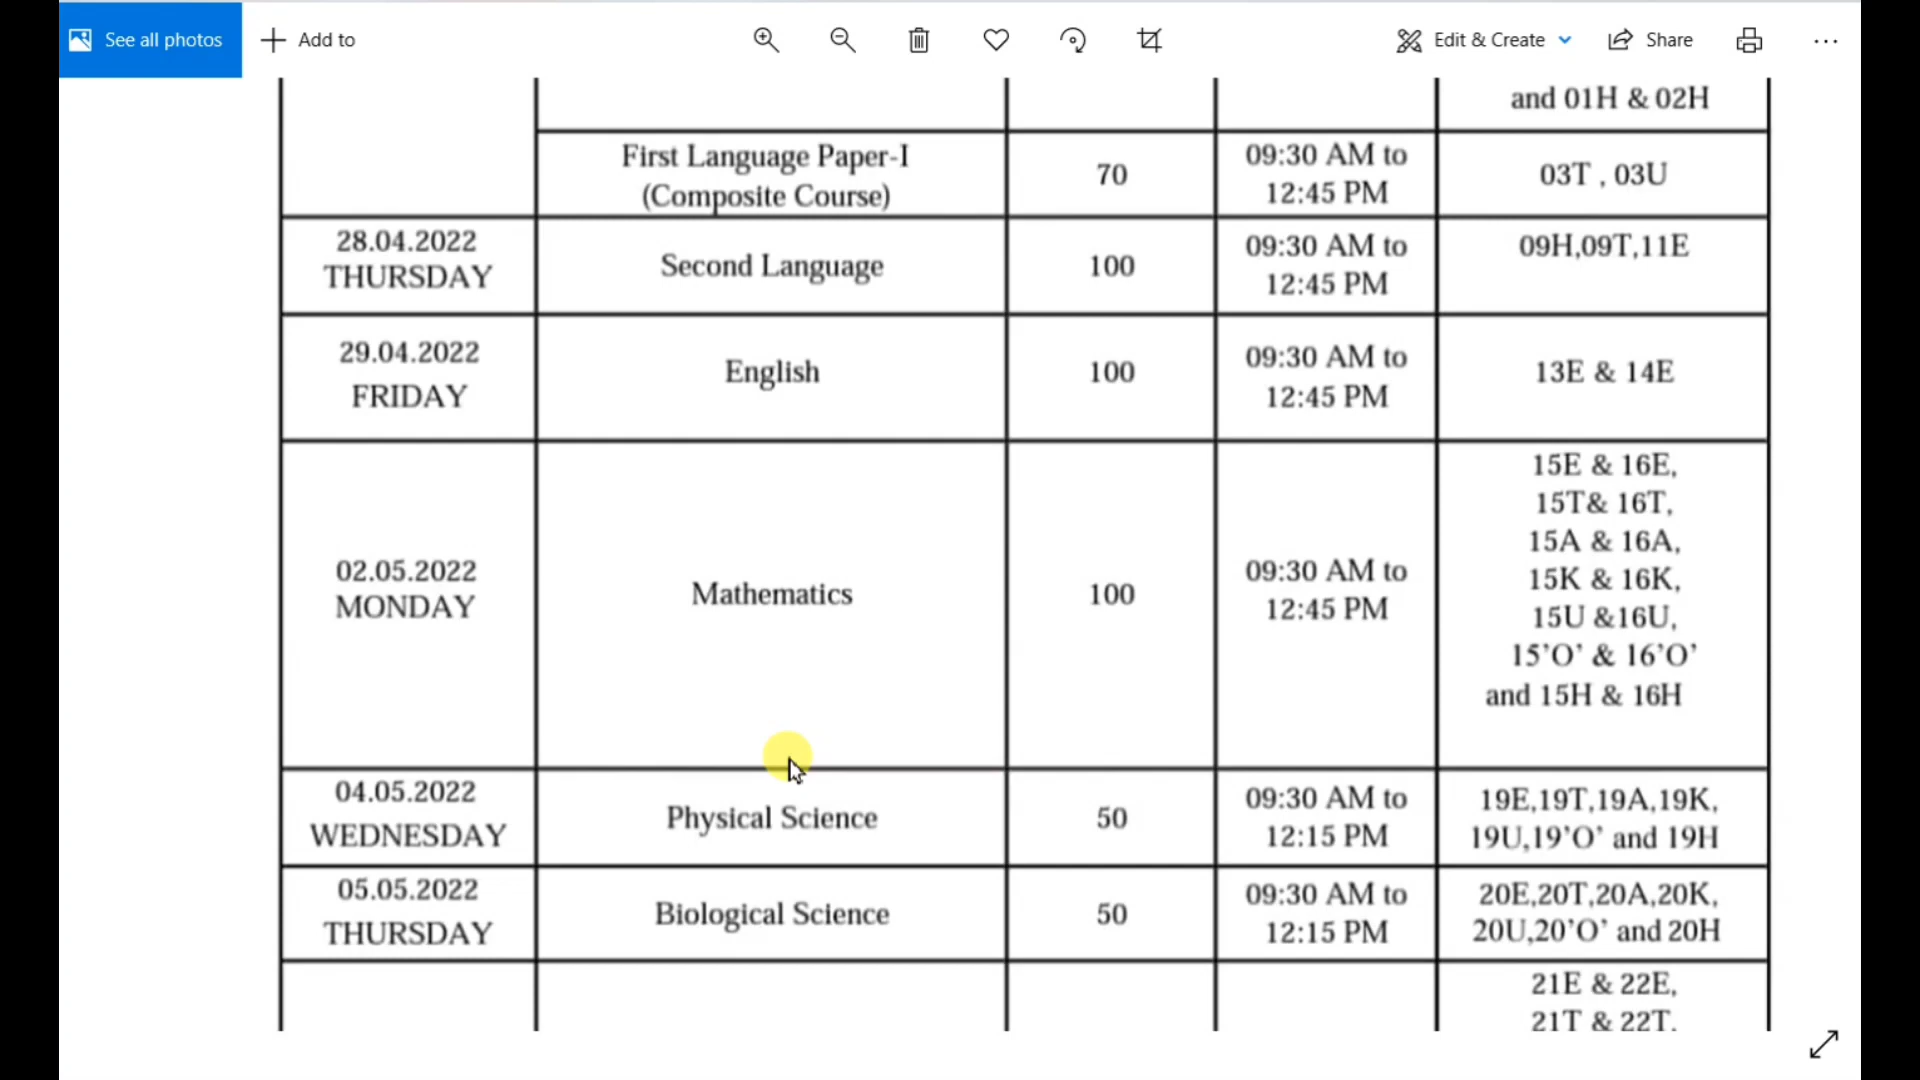 See all photos
Add to
Edit & Create
Share
and 01H & 02H
First Language Paper-I
(Composite Course)
70
09:30 AM to
12:45 PM
03T , 03U
28.04.2022
THURSDAY
Second Language
100
09:30 AM to
12:45 PM
09H,09T,11E
29.04.2022
FRIDAY
English
100
09:30 AM to
12:45 PM
13E & 14E
02.05.2022
MONDAY
Mathematics
100
09:30 AM to
12:45 PM
15E & 16E,
15T& 16T,
15A & 16A,
15K & 16K,
15U &16U,
15’O’ & 16’O’
and 15H & 16H
04.05.2022
WEDNESDAY
Physical Science
50
09:30 AM to
12:15 PM
19E,19T,19A,19K,
19U,19’O’ and 19H
05.05.2022
THURSDAY
Biological Science
50
09:30 AM to
12:15 PM
20E,20T,20A,20K,
20U,20’O’ and 20H
21E & 22E,
21T & 22T,